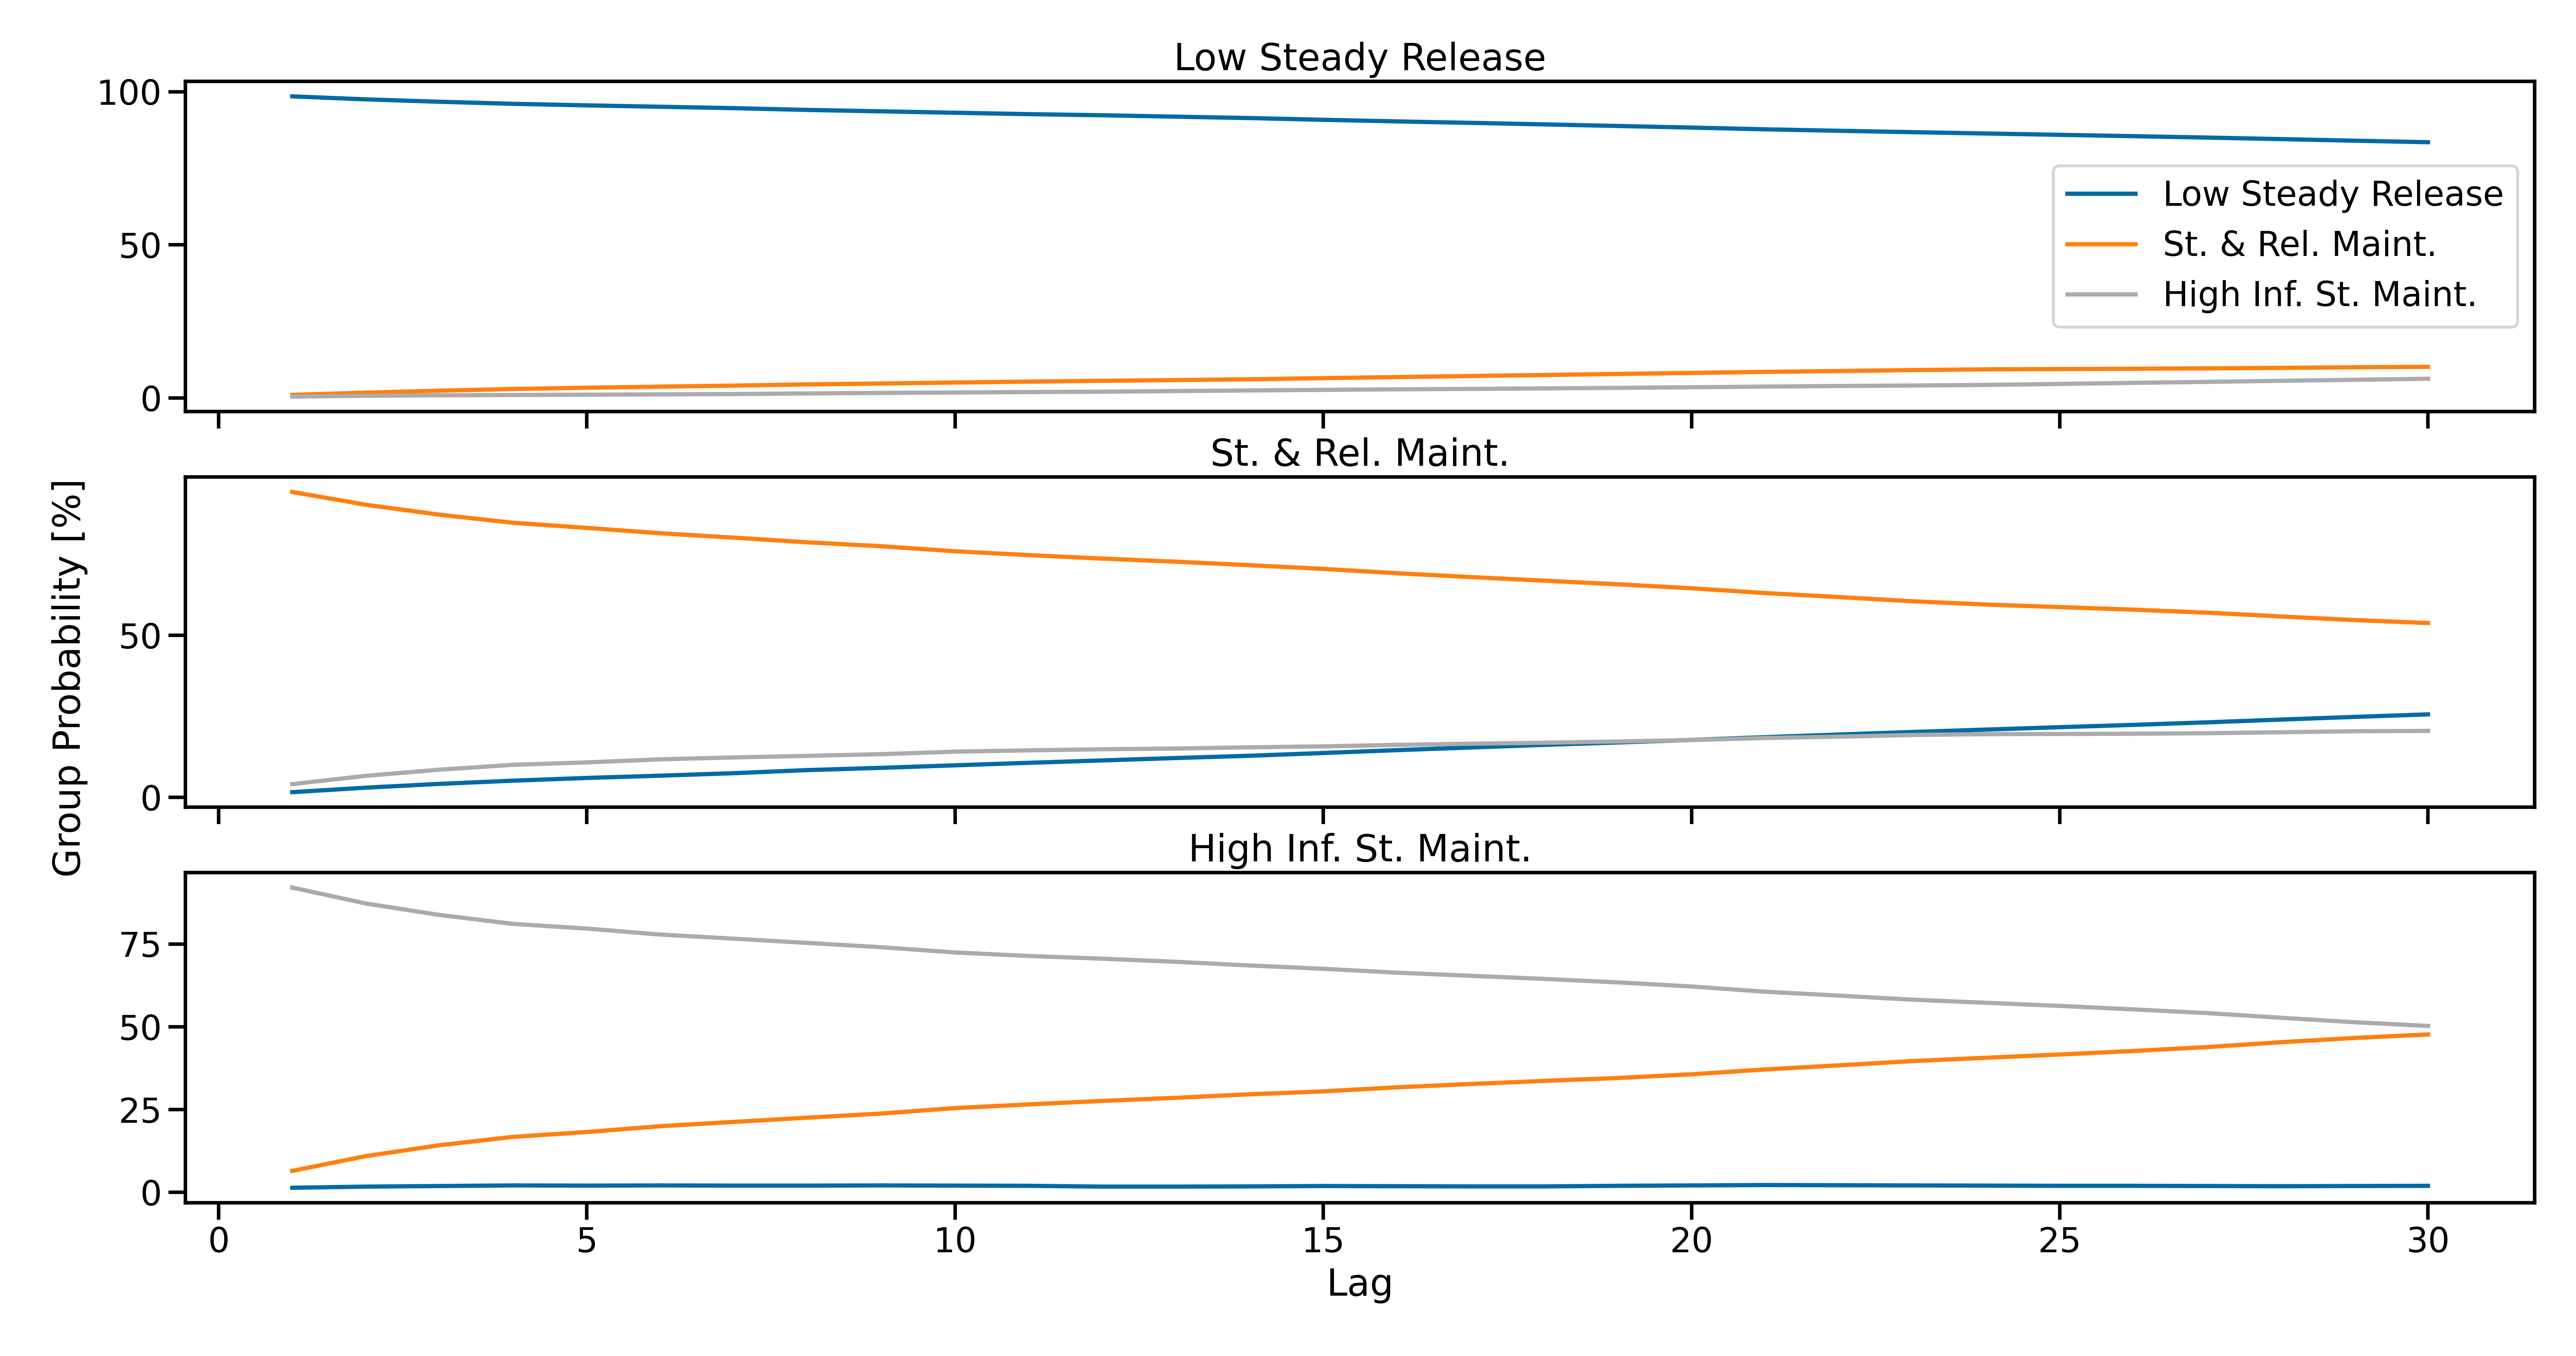 Low Steady Release
100
50
0
Low Steady Release
St. & Rel. Maint.
High Inf. St. Maint.
St. & Rel. Maint.
50
0
Group Probability [%]
High Inf. St. Maint.
75
50
25
0
0 5 10 15 20 25 30
Lag